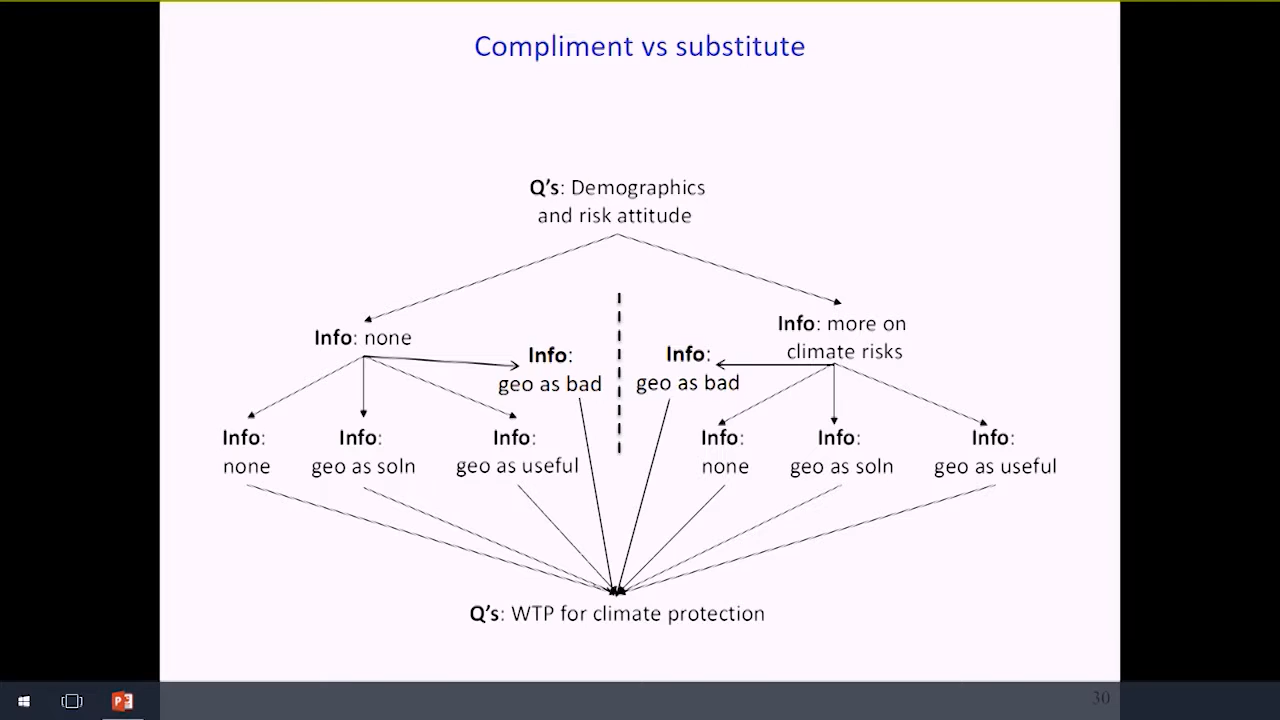 Compliment vs substitute
Q's: Demographics
and risk attitude
Info: none
Info: more on
climate risks
Info:
geo as bad
Info:
geo as bad
Info:
none
Info:
geo as soln
Info:
geo as useful
Info:
none
Info:
geo as soln
Info:
geo as useful
Q's: WTP for climate protection
30